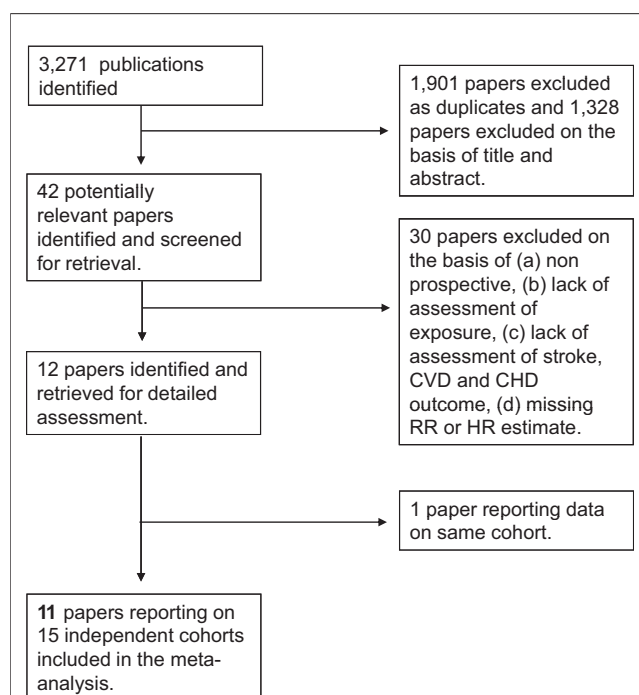 3,271 publications
identified
1,901 papers excluded
as duplicates and 1,328
papers excluded on the
basis of title and
abstract.
42 potentially
relevant papers
identified and screened
for retrieval.
30 papers excluded on
the basis of (a) non
prospective, (b) lack of
assessment of
exposure, (c) lack of
assessment of stroke,
CVD and CHD
outcome, (d) missing
RR or HR estimate.
12 papers identified and
retrieved for detailed
assessment.
1 paper reporting data
on same cohort.
11 papers reporting on
15 independent cohorts
included in the meta-
analysis.